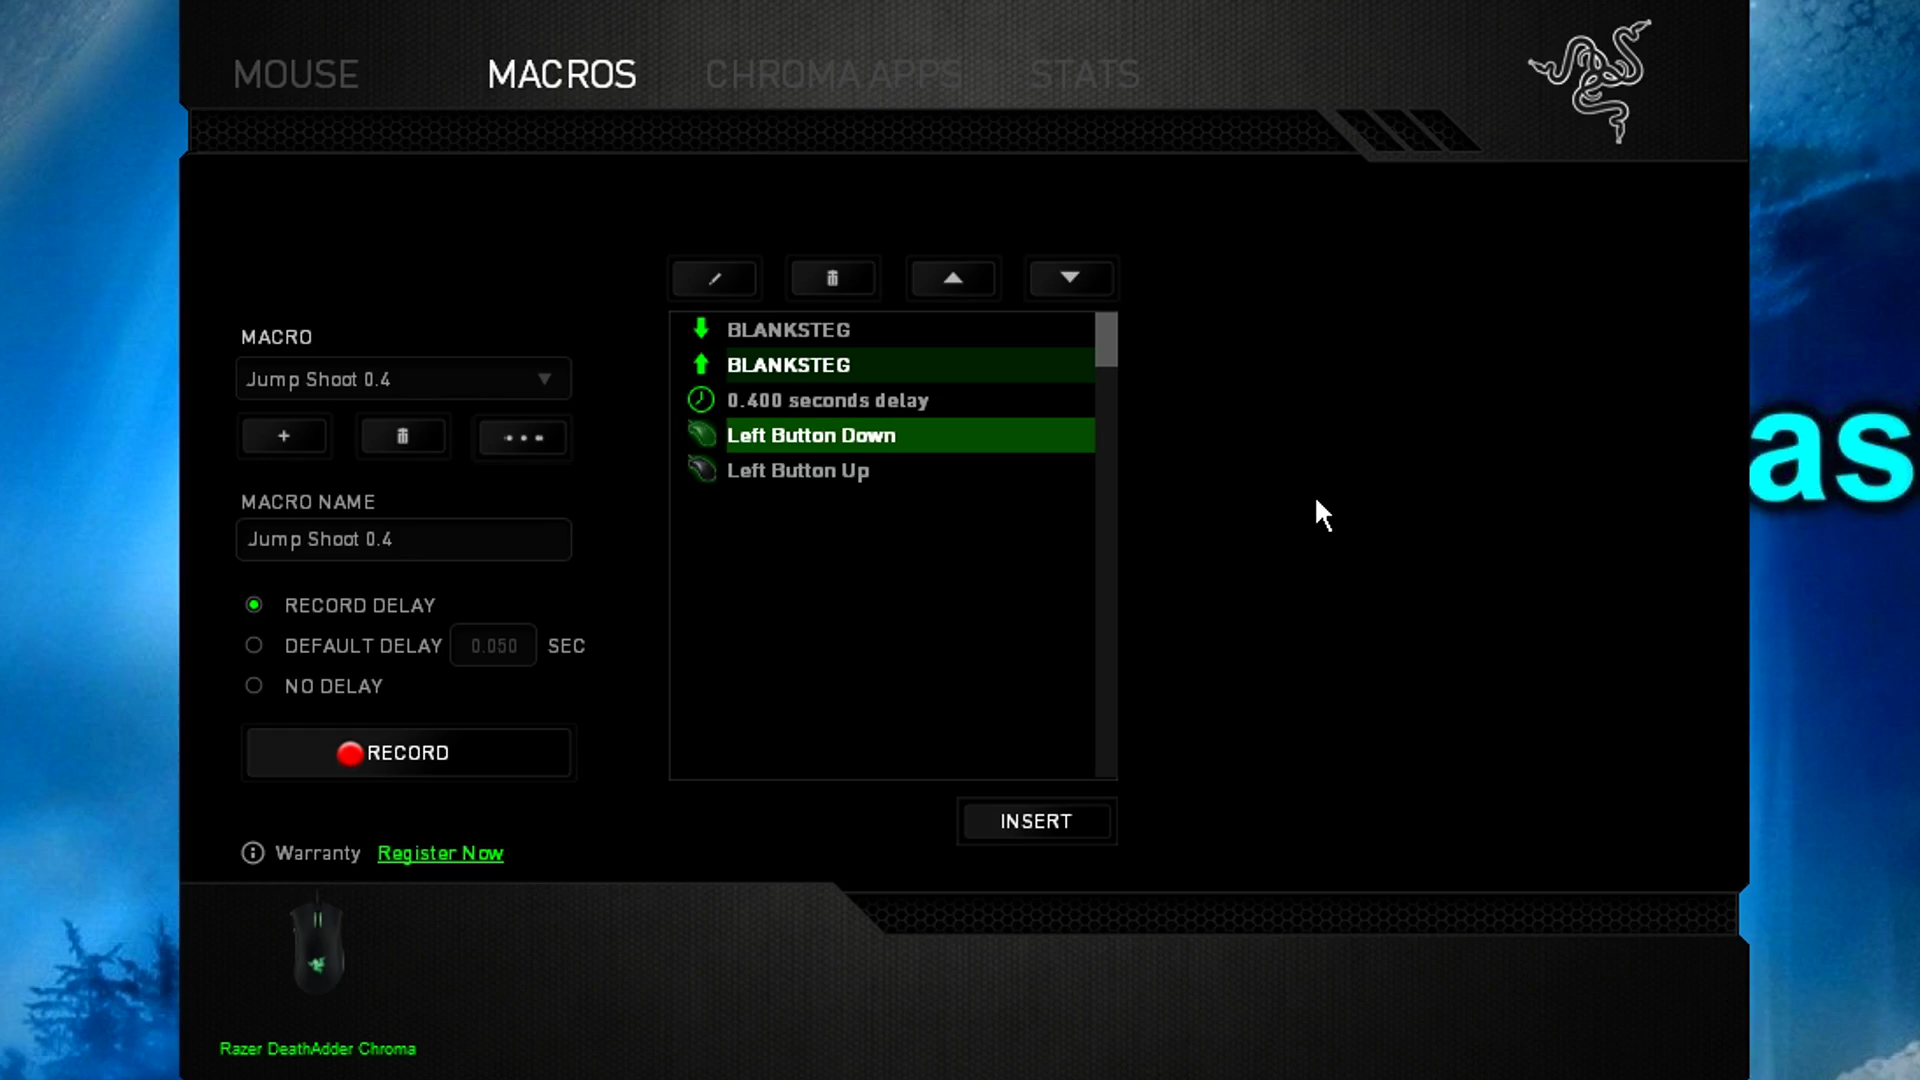 MOUSE MACROS CHROMA APPS STATS
MACRO
Jump Shoot 0.4
MACRO NAME
Jump Shoot 0.4
RECORD DELAY
DEFAULT DELAY 0.050 SEC
NO DELAY
RECORD
Warranty Register Now
BLANKSTEG
BLANKSTEG
0.400 seconds delay
Left Button Down
Left Button Up
INSERT
as
Razer DeathAdder Chroma